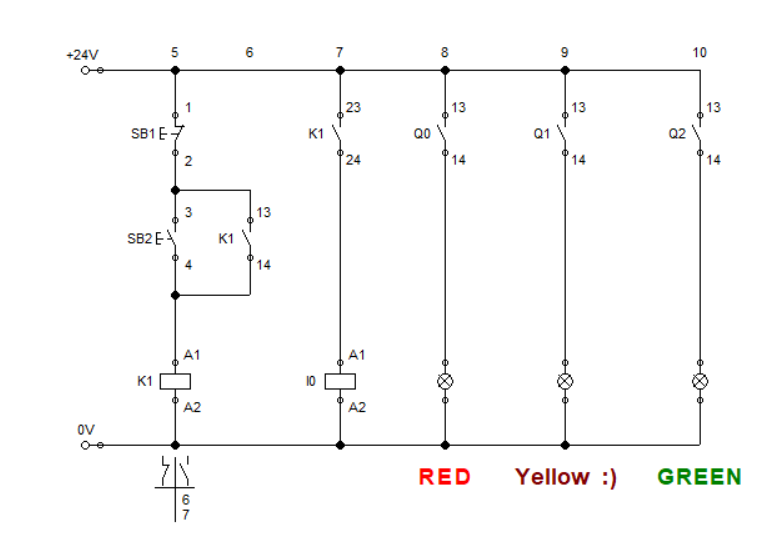 +24V 5 6 7 8 9 10
1 23 13 13 13
SB1 K1 Q0 Q1 Q2
2 24 14 14 14
3 13
SB2 K1
4 14
A1 A1
K1 I0
A2 A2
0V
RED Yellow :) GREEN
6
7